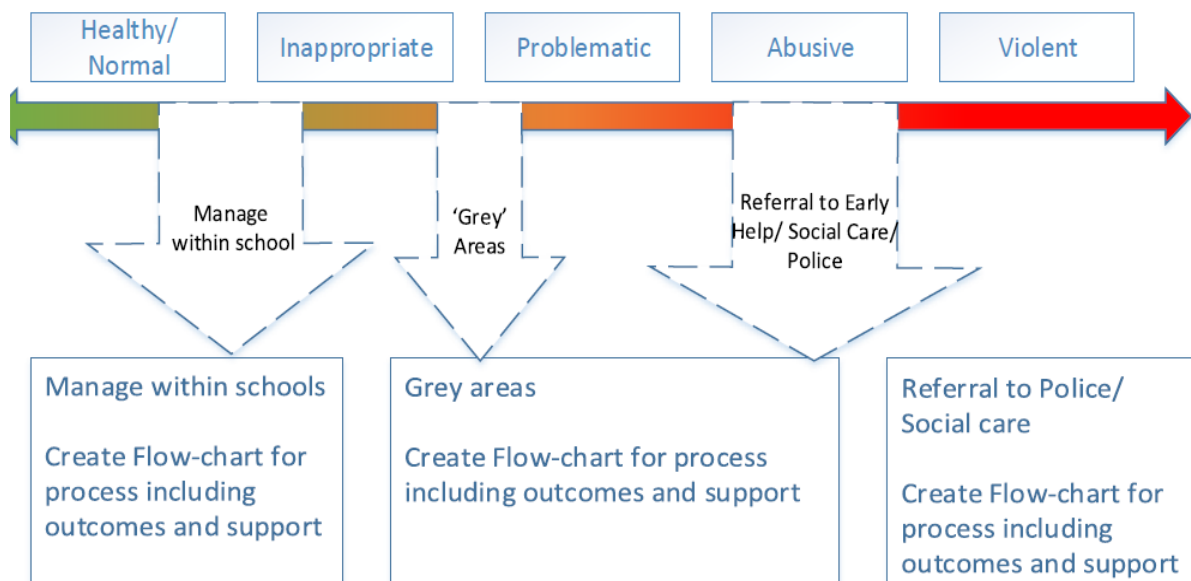 Healthy/
Normal
Inappropriate
Problematic
Abusive
Violent
Manage
within school
‘Grey’
Areas
Referral to Early
Help/ Social Care/
Police
Manage within schools
Create Flow-chart for
process including
outcomes and support
Grey areas
Create Flow-chart for process
including outcomes and support
Referral to Police/
Social care
Create Flow-chart for
process including
outcomes and support